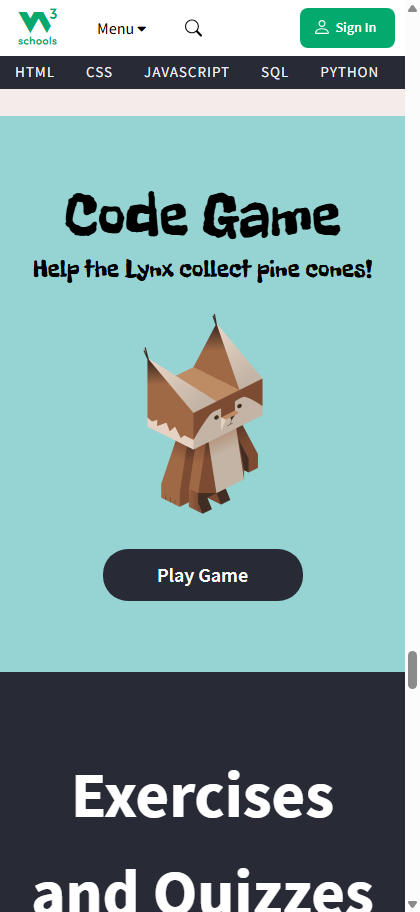 3
schools
Menu
Sign In
HTML CSS JAVASCRIPT SQL PYTHON
Code Game
Help the Lynx collect pine cones!
Play Game
Exercises
and Quizzes